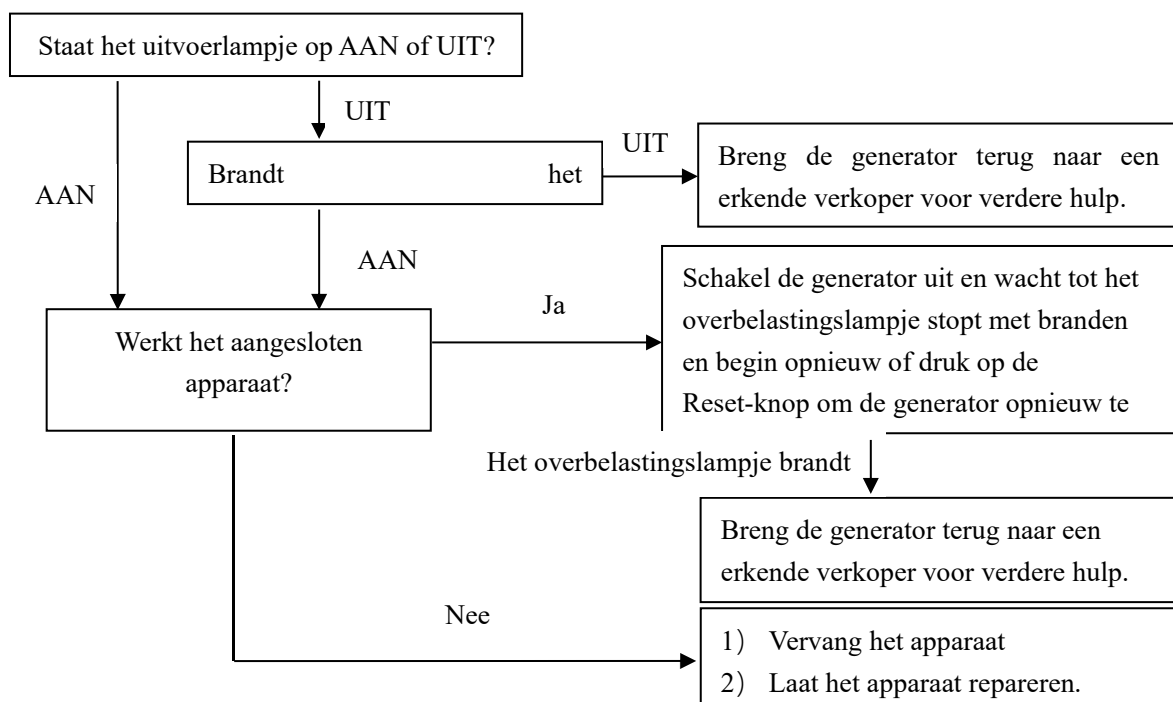 Staat het uitvoerlampje op AAN of UIT?
UIT
Brandt het
UIT
Breng de generator terug naar een
erkende verkoper voor verdere hulp.
AAN
AAN
Werkt het aangesloten
apparaat?
Ja
Schakel de generator uit en wacht tot het
overbelastingslampje stopt met branden
en begin opnieuw of druk op de
Reset-knop om de generator opnieuw te
Het overbelastingslampje brandt
Breng de generator terug naar een
erkende verkoper voor verdere hulp.
Nee
1) Vervang het apparaat
2) Laat het apparaat repareren.